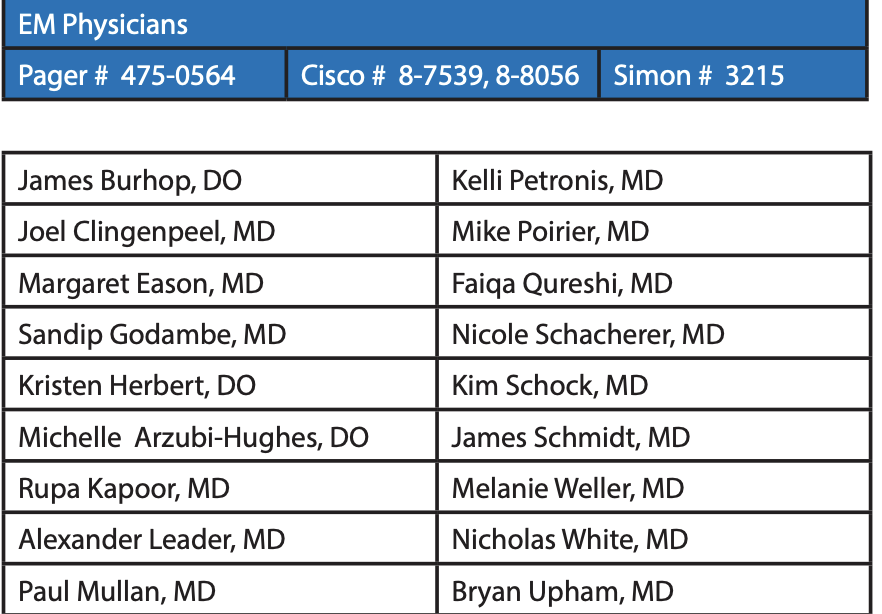 EM Physicians
Pager # 475-0564 Cisco # 8-7539, 8-8056 Simon # 3215
James Burhop, DO Kelli Petronis, MD
Joel Clingenpeel, MD Mike Poirier, MD
Margaret Eason, MD Faiqa Qureshi, MD
Sandip Godambe, MD Nicole Schacherer, MD
Kristen Herbert, DO Kim Schock, MD
Michelle Arzubi-Hughes, DO James Schmidt, MD
Rupa Kapoor, MD Melanie Weller, MD
Alexander Leader, MD Nicholas White, MD
Paul Mullan, MD Bryan Upham, MD